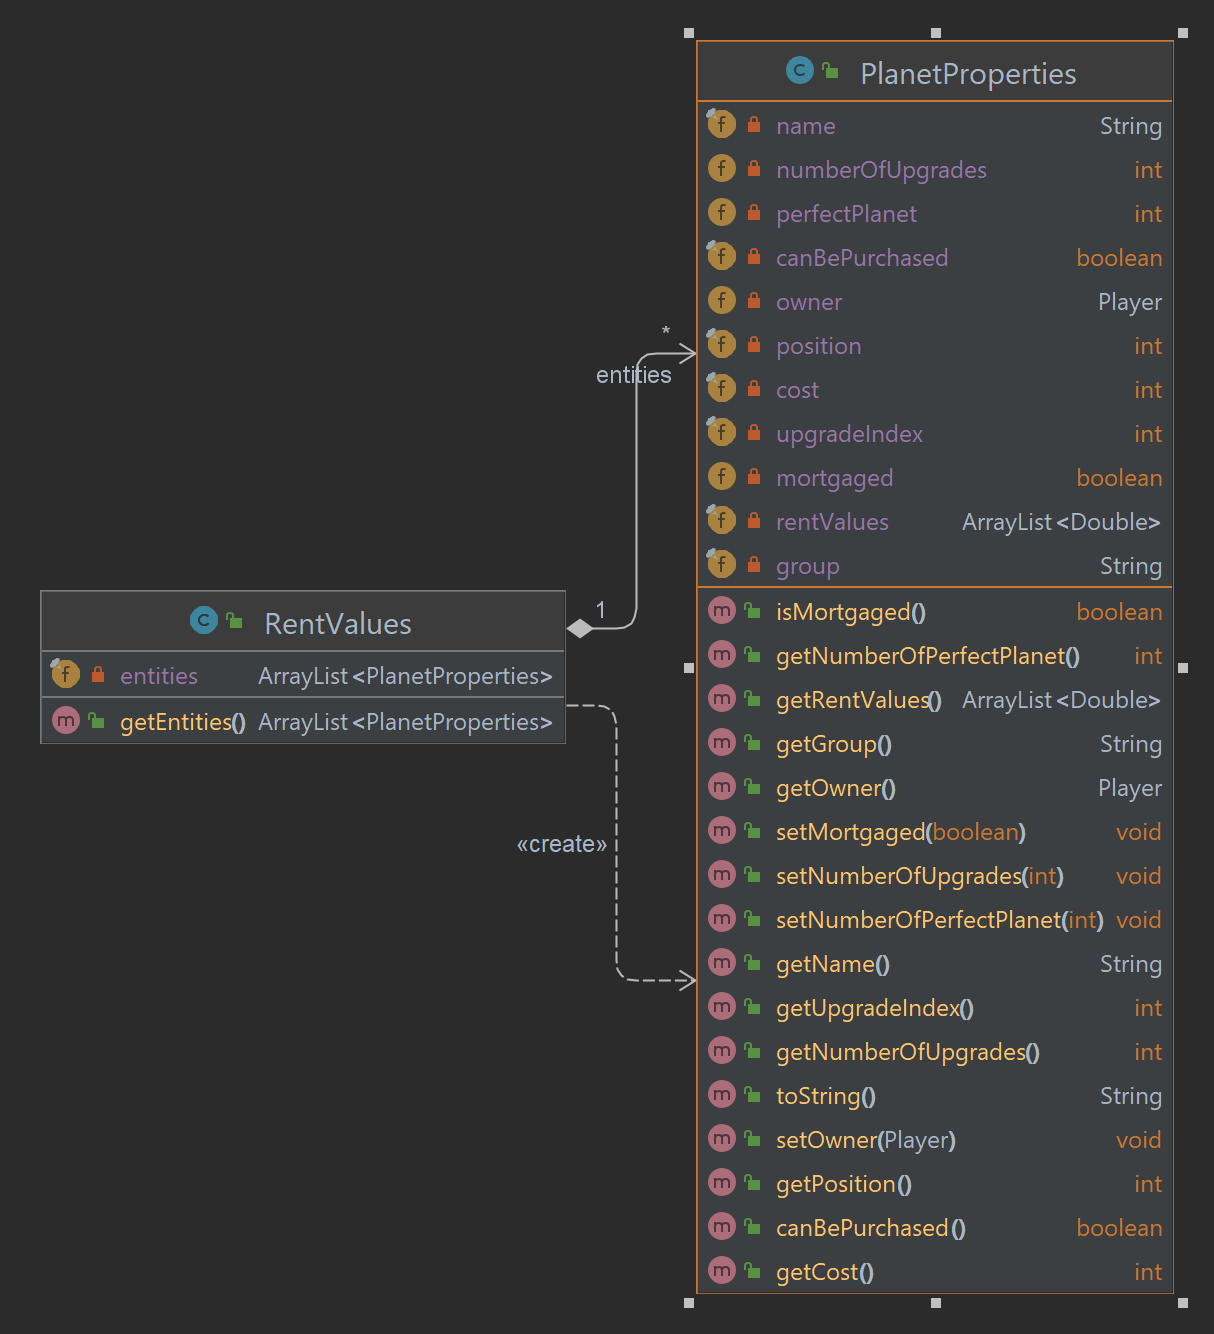 PlanetProperties
name String
numberOfUpgrades int
perfectPlanet int
canBePurchased boolean
owner Player
position int
cost int
upgradeIndex int
mortgaged boolean
rentValues ArrayList<Double>
group String
isMortgaged() boolean
getNumberOfPerfectPlanet() int
getRentValues() ArrayList<Double>
getGroup() String
getOwner() Player
setMortgaged(boolean) void
setNumberOfUpgrades(int) void
setNumberOfPerfectPlanet(int) void
getName() String
getUpgradeIndex() int
getNumberOfUpgrades() int
toString() String
setOwner(Player) void
getPosition() int
canBePurchased() boolean
getCost() int
*
entities
1
RentValues
entities ArrayList<PlanetProperties>
getEntities() ArrayList<PlanetProperties>
«create»